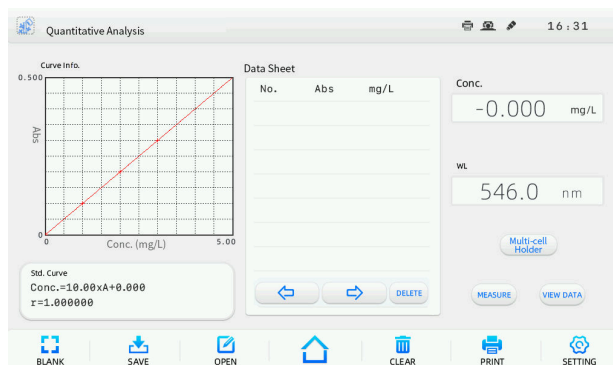 Quantitative Analysis
16:31
Curve Info.
0.500
Abs
0
0
Conc. (mg/L)
5.00
Std. Curve
Conc.=10.00xA+0.000
r=1.000000
Data Sheet
No. Abs mg/L
DELETE
Conc.
-0.000 mg/L
WL
546.0 nm
Multi-cell
Holder
MEASURE
VIEW DATA
BLANK
SAVE
OPEN
CLEAR
PRINT
SETTING